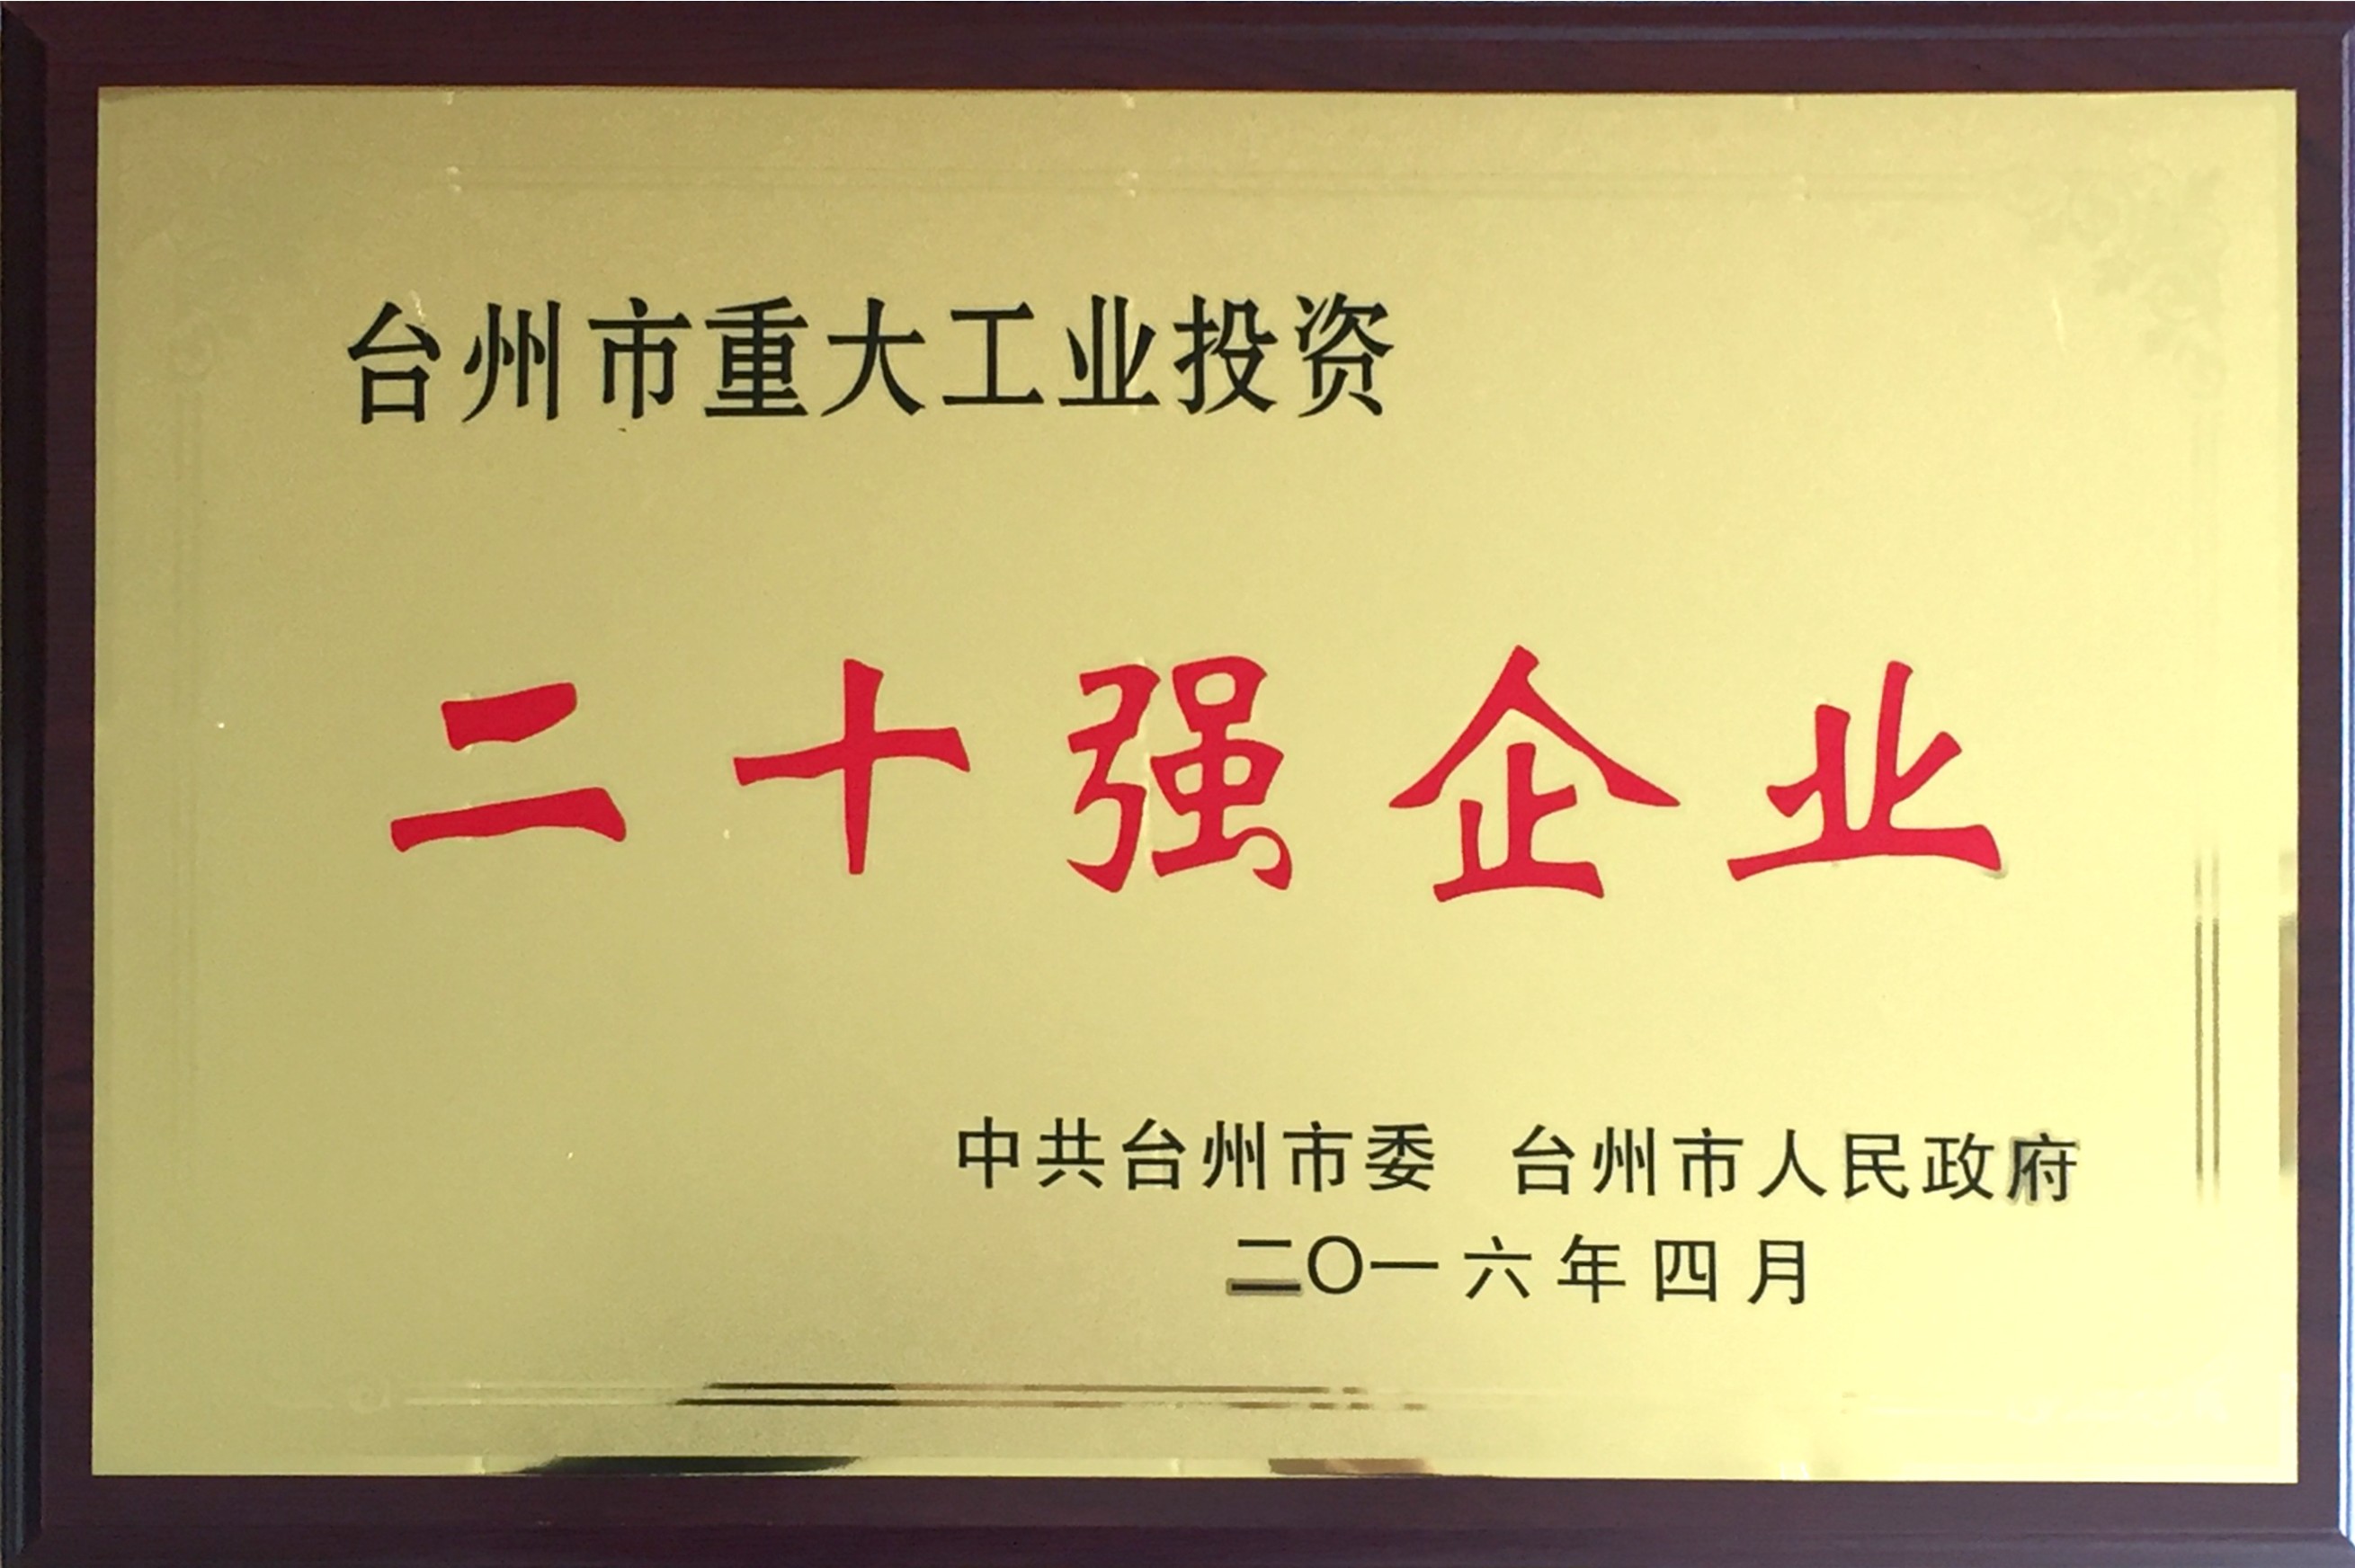 台州市重大工业投资
二十强企业
中共台州市委 台州市人民政府
二〇一六年四月